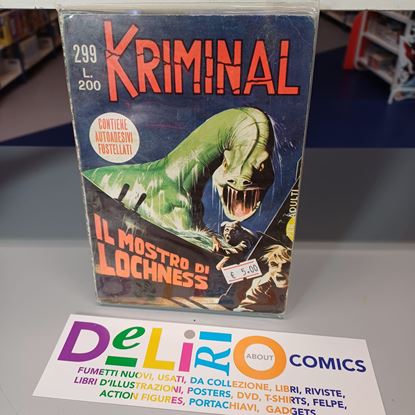 299
L.
200
KRIMINAL
CONTIENE
AUTOADESIVI
FUSTELLATI
ADULTI
IL MOSTRO DI
LOCHNESS
€ 5.00
DeLiRiO
ABOUT
COMICS
FUMETTI NUOVI, USATI, DA COLLEZIONE, LIBRI, RIVISTE,
LIBRI D'ILLUSTRAZIONI, POSTERS, DVD, T-SHIRTS, FELPE,
ACTION FIGURES, PORTACHIAVI, GADGETS